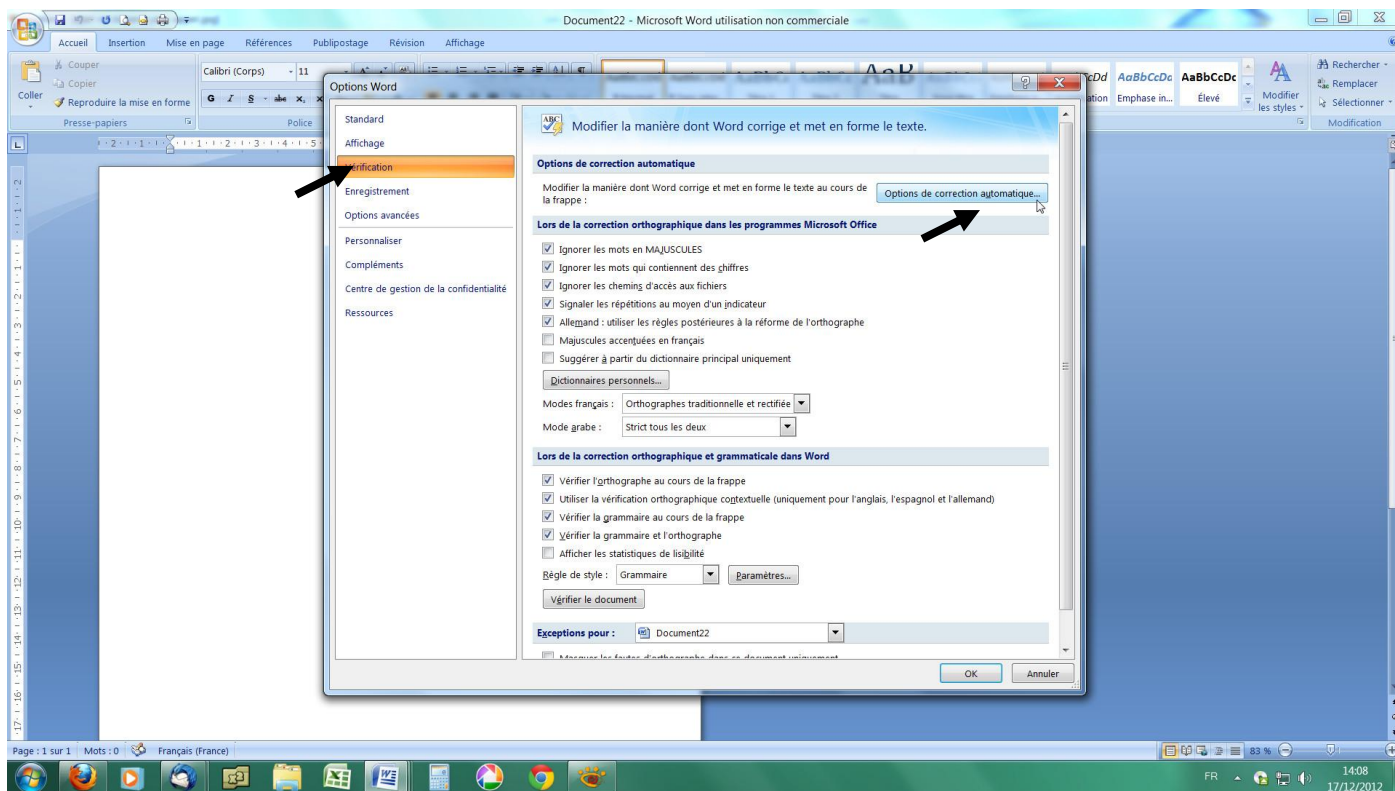 Document22 - Microsoft Word utilisation non commerciale
Accueil Insertion Mise en page Références Publipostage Révision Affichage
Couper
Copier
Coller
Reproduire la mise en forme
Presse-papiers
Calibri (Corps) 11
G I S abc x,
Police
AaBbCcDc AaBbCcDc
Emphase in... Élevé
Modifier
les styles
Rechercher
Remplacer
Sélectionner
Modification
Options Word
Standard
Affichage
Vérification
Enregistrement
Options avancées
Personnaliser
Compléments
Centre de gestion de la confidentialité
Ressources
ABC
Modifier la manière dont Word corrige et met en forme le texte.
Options de correction automatique
Modifier la manière dont Word corrige et met en forme le texte au cours de
la frappe :
Options de correction automatique...
Lors de la correction orthographique dans les programmes Microsoft Office
Ignorer les mots en MAJUSCULES
Ignorer les mots qui contiennent des chiffres
Ignorer les chemins d'accès aux fichiers
Signaler les répétitions au moyen d'un indicateur
Allemand : utiliser les règles postérieures à la réforme de l'orthographe
Majuscules accentuées en français
Suggérer à partir du dictionnaire principal uniquement
Dictionnaires personnels...
Modes français : Orthographes traditionnelle et rectifiée
Mode arabe : Strict tous les deux
Lors de la correction orthographique et grammaticale dans Word
Vérifier l'orthographe au cours de la frappe
Utiliser la vérification orthographique contextuelle (uniquement pour l'anglais, l'espagnol et l'allemand)
Vérifier la grammaire au cours de la frappe
Vérifier la grammaire et l'orthographe
Afficher les statistiques de lisibilité
Règle de style : Grammaire Paramètres...
Vérifier le document
Exceptions pour : Document22
Masquer les fautes d'orthographe dans ce document uniquement
OK Annuler
Page : 1 sur 1 Mots : 0 Français (France) 83 %
FR
14:08
17/12/2012